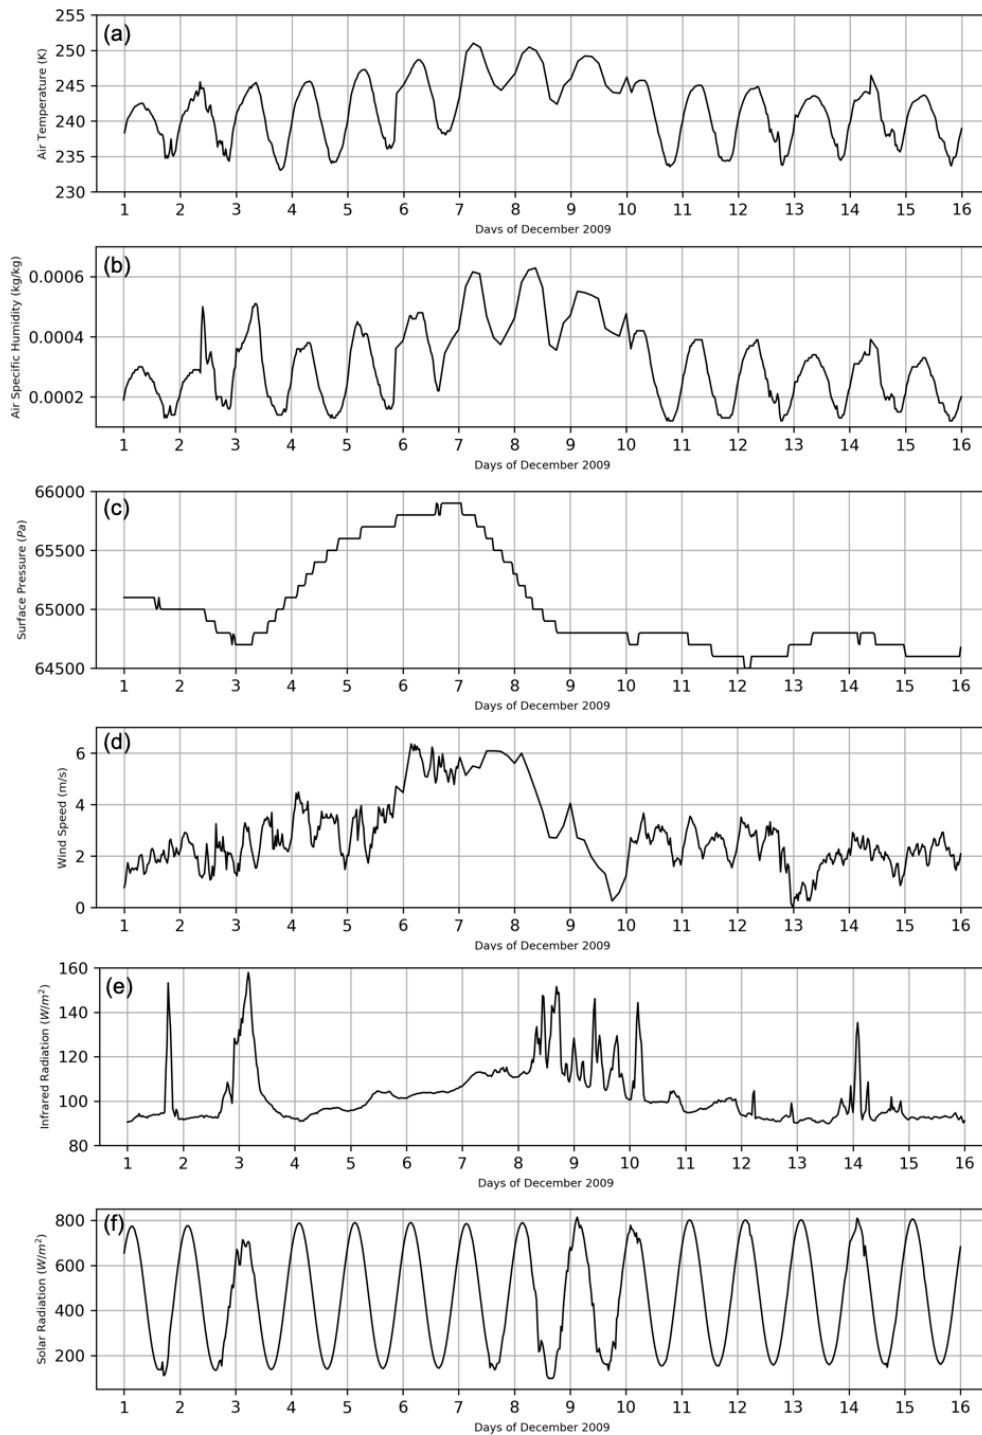 (a)
Air Temperature (K)
255
250
245
240
235
230
1 2 3 4 5 6 7 8 9 10 11 12 13 14 15 16
Days of December 2009
(b)
Air Specific Humidity (kg/kg)
0.0006
0.0004
0.0002
1 2 3 4 5 6 7 8 9 10 11 12 13 14 15 16
Days of December 2009
(c)
Surface Pressure (Pa)
66000
65500
65000
64500
1 2 3 4 5 6 7 8 9 10 11 12 13 14 15 16
Days of December 2009
(d)
Wind Speed (m/s)
6
4
2
0
1 2 3 4 5 6 7 8 9 10 11 12 13 14 15 16
Days of December 2009
(e)
Infrared Radiation (W/m²)
160
140
120
100
80
1 2 3 4 5 6 7 8 9 10 11 12 13 14 15 16
Days of December 2009
(f)
Solar Radiation (W/m²)
800
600
400
200
1 2 3 4 5 6 7 8 9 10 11 12 13 14 15 16
Days of December 2009